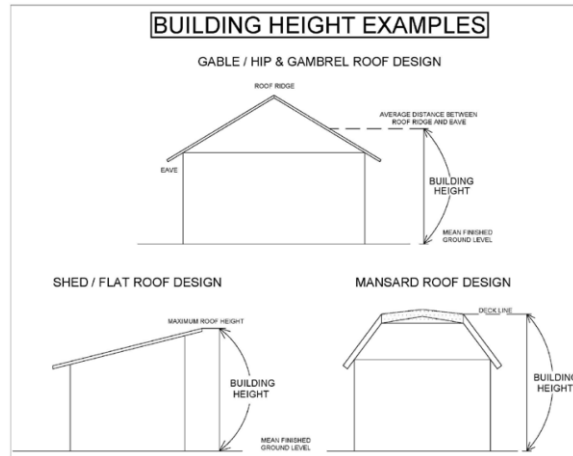 BUILDING HEIGHT EXAMPLES
GABLE / HIP & GAMBREL ROOF DESIGN
ROOF RIDGE
AVERAGE DISTANCE BETWEEN
ROOF RIDGE AND EAVE
EAVE
BUILDING
HEIGHT
MEAN FINISHED
GROUND LEVEL
SHED / FLAT ROOF DESIGN
MAXIMUM ROOF HEIGHT
BUILDING
HEIGHT
MEAN FINISHED
GROUND LEVEL
MANSARD ROOF DESIGN
DECK LINE
BUILDING
HEIGHT